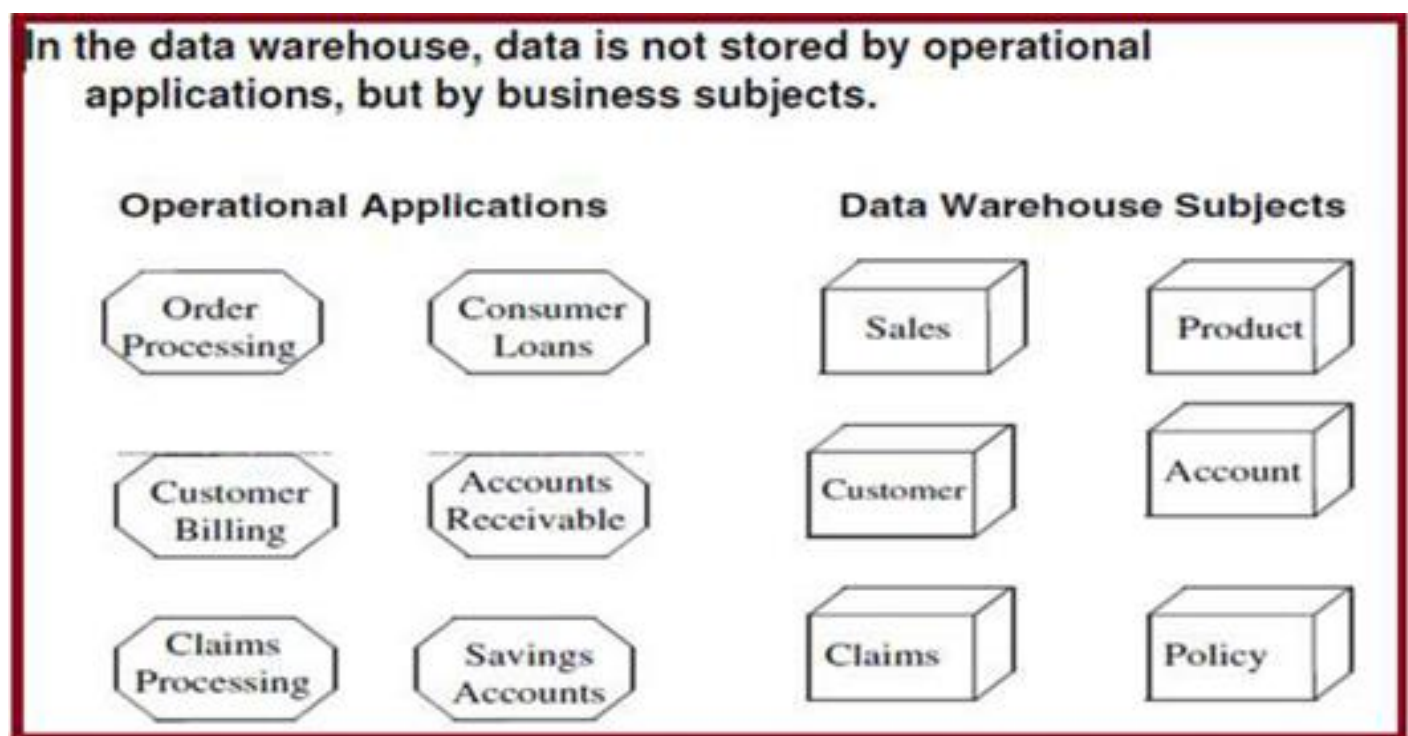 In the data warehouse, data is not stored by operational
applications, but by business subjects.
Operational Applications
Data Warehouse Subjects
Order
Processing
Consumer
Loans
Sales
Product
Customer
Billing
Accounts
Receivable
Customer
Account
Claims
Processing
Savings
Accounts
Claims
Policy